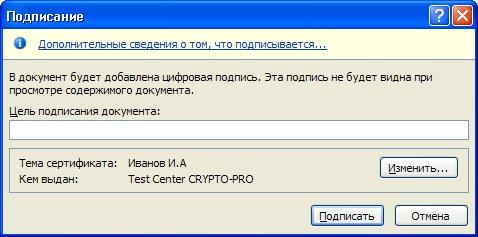 Подписание
Дополнительные сведения о том, что подписывается...
В документ будет добавлена цифровая подпись. Эта подпись не будет видна при
просмотре содержимого документа.
Цель подписания документа:
Тема сертификата: Иванов И.А
Изменить...
Кем выдан: Test Center CRYPTO-PRO
Подписать Отмена